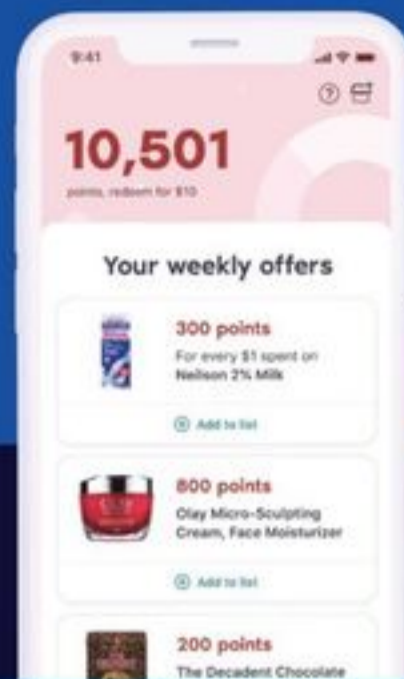 9:41
10,501
points, redeem for $10
Your weekly offers
300 points
For every $1 spent on
Neilson 2% Milk
Add to list
800 points
Olay Micro-Sculpting
Cream, Face Moisturizer
Add to list
200 points
The Decadent Chocolate